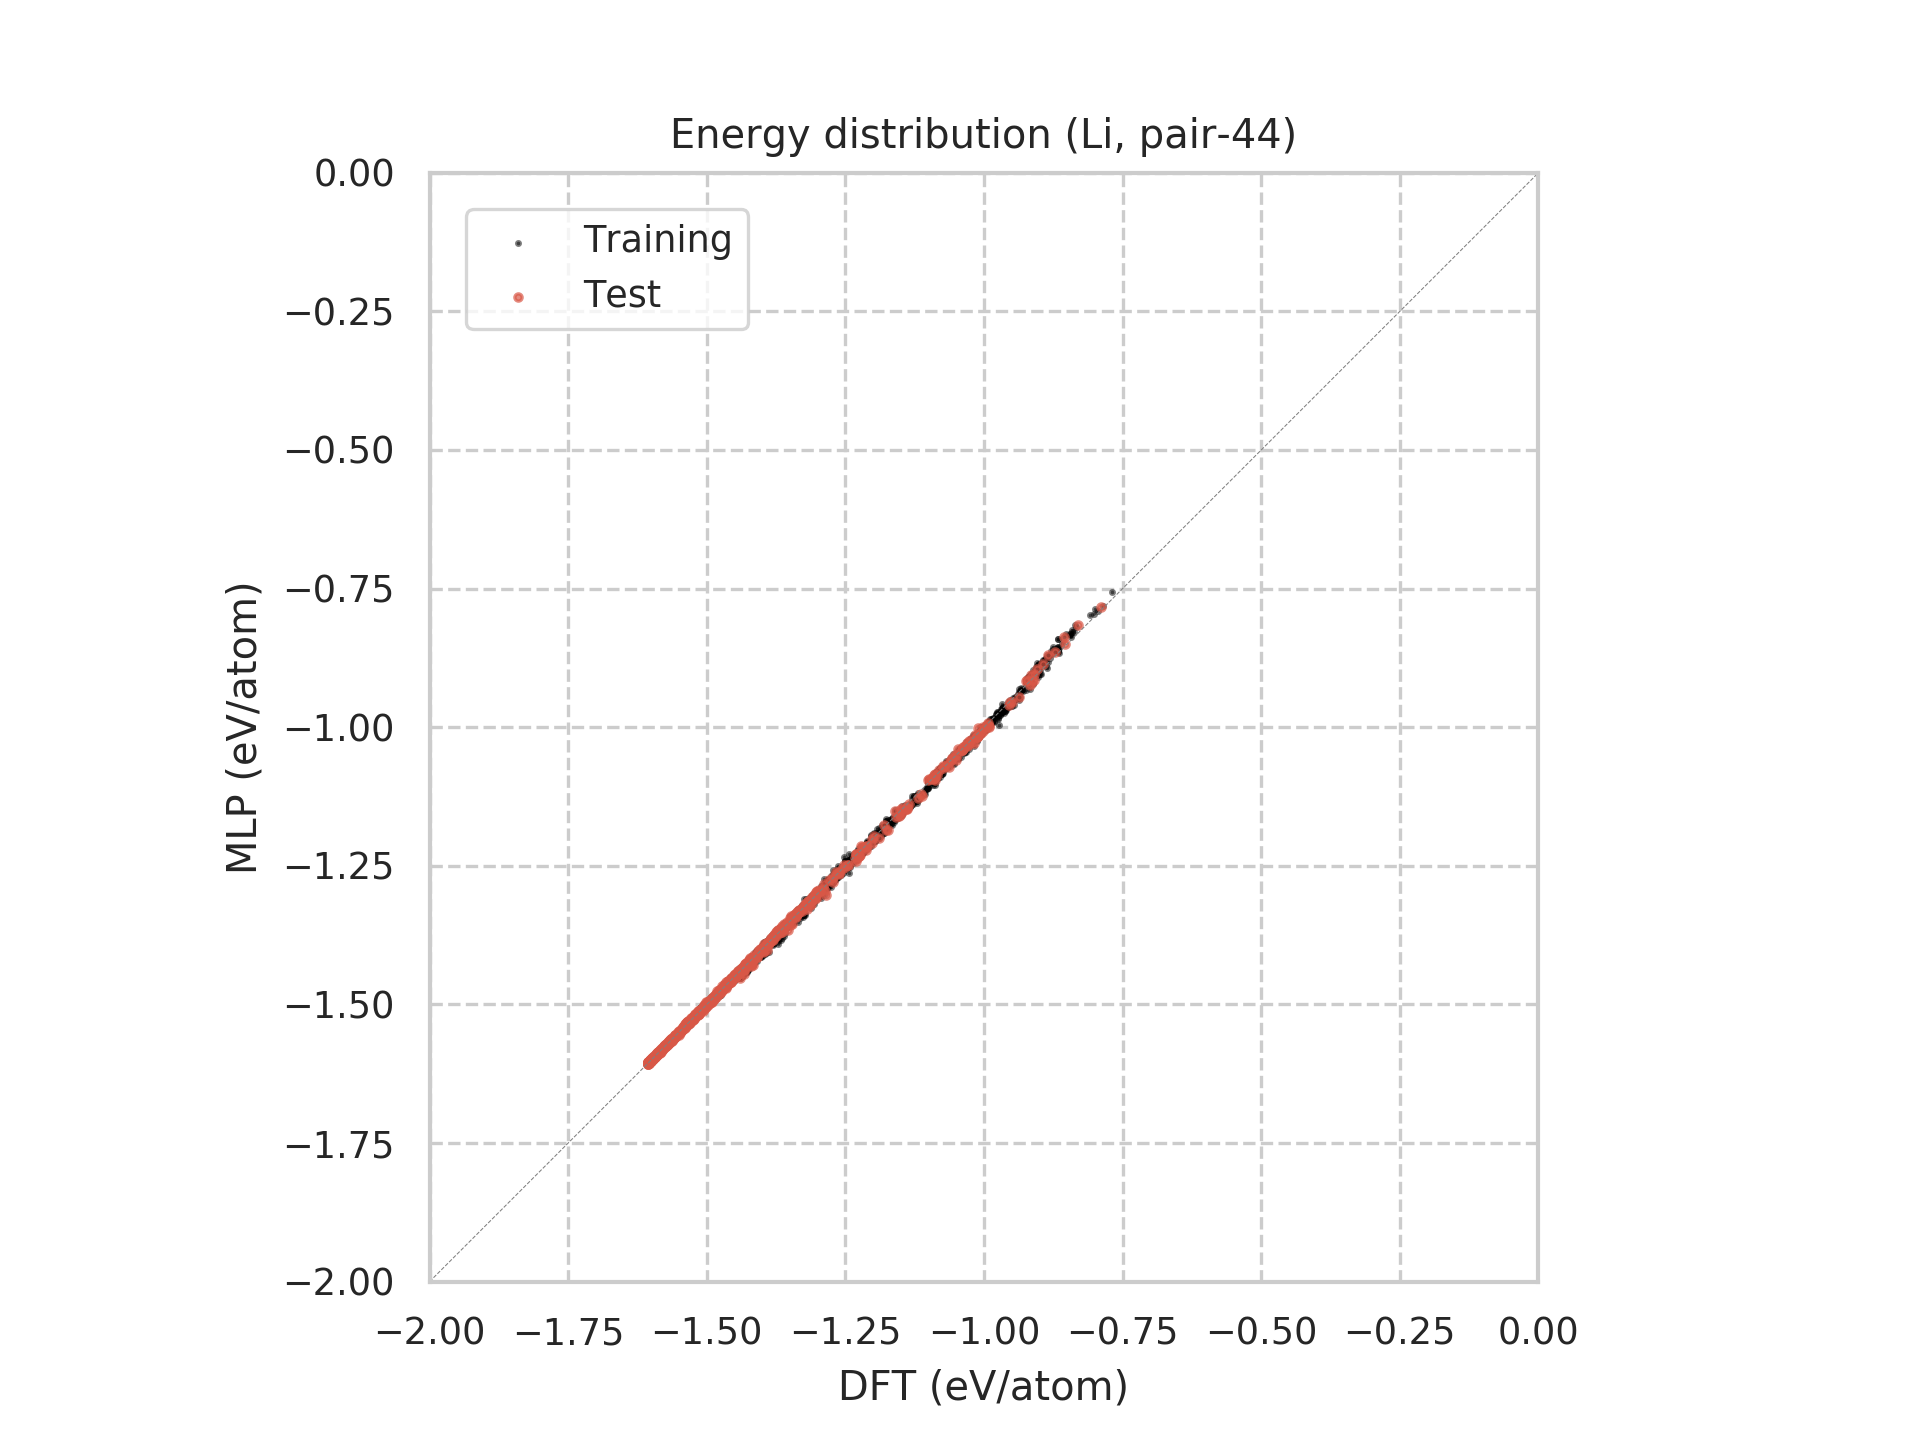 Energy distribution (Li, pair-44)
0.00
−0.25
−0.50
−0.75
−1.00
−1.25
−1.50
−1.75
−2.00
MLP (eV/atom)
Training
Test
−2.00 −1.75 −1.50 −1.25 −1.00 −0.75 −0.50 −0.25 0.00
DFT (eV/atom)